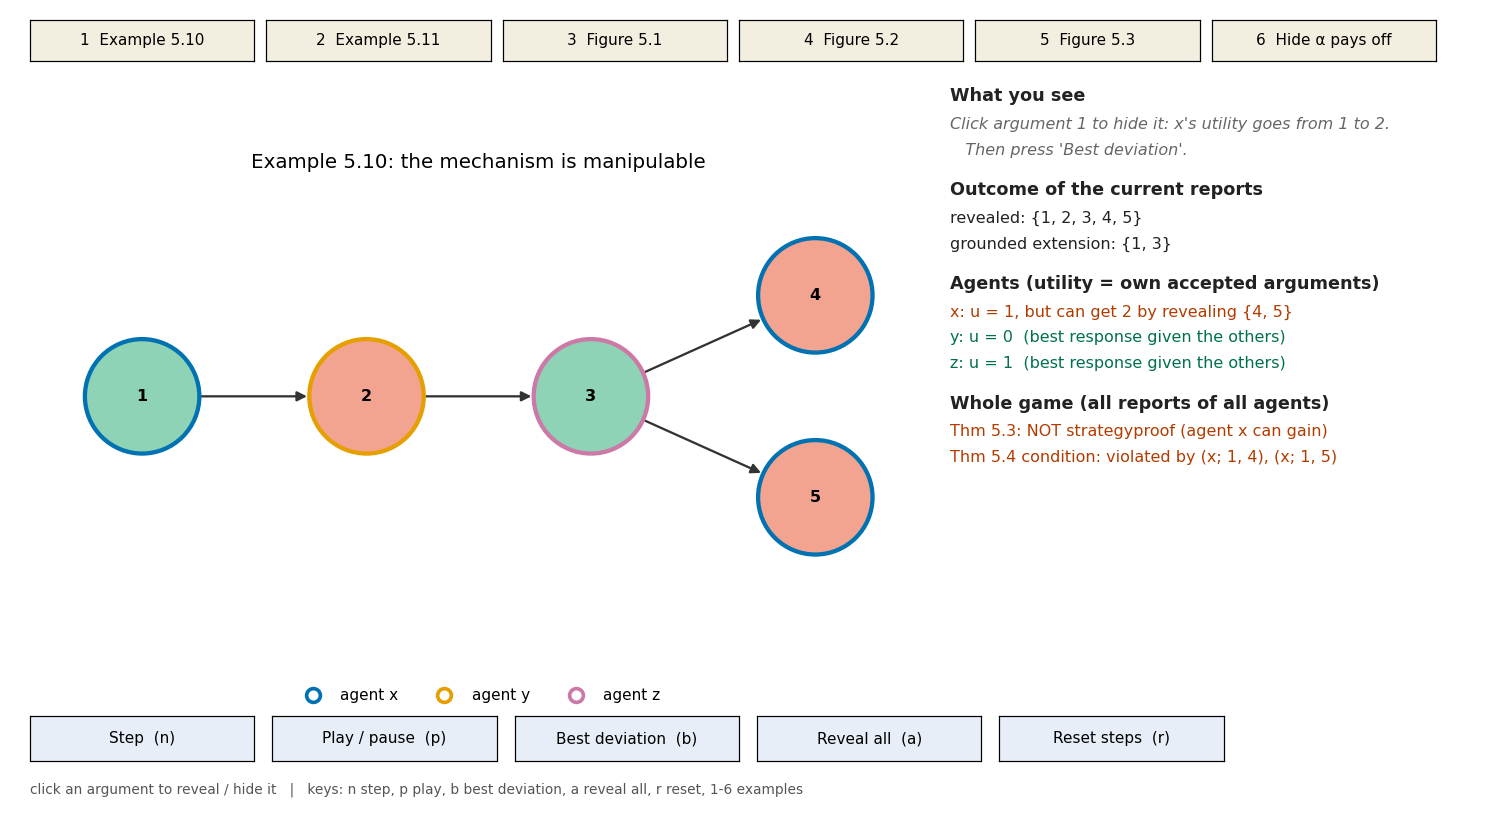 1  Example 5.10
2  Example 5.11
3  Figure 5.1
4  Figure 5.2
5  Figure 5.3
6  Hide α pays off
Example 5.10: the mechanism is manipulable
1
2
3
4
5
agent x
agent y
agent z
What you see
Click argument 1 to hide it: x's utility goes from 1 to 2.
Then press 'Best deviation'.
Outcome of the current reports
revealed: {1, 2, 3, 4, 5}
grounded extension: {1, 3}
Agents (utility = own accepted arguments)
x: u = 1, but can get 2 by revealing {4, 5}
y: u = 0  (best response given the others)
z: u = 1  (best response given the others)
Whole game (all reports of all agents)
Thm 5.3: NOT strategyproof (agent x can gain)
Thm 5.4 condition: violated by (x; 1, 4), (x; 1, 5)
Step  (n)
Play / pause  (p)
Best deviation  (b)
Reveal all  (a)
Reset steps  (r)
click an argument to reveal / hide it   |   keys: n step, p play, b best deviation, a reveal all, r reset, 1-6 examples